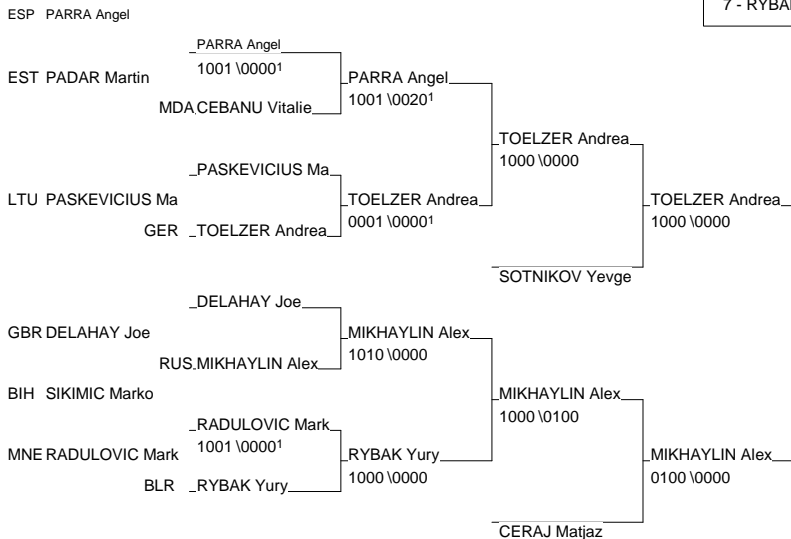 7 - RYBAK
ESP PARRA Angel
PARRA Angel
1001 \0000¹
EST PADAR Martin
PARRA Angel
1001 \0020¹
MDA CEBANU Vitalie
TOELZER Andrea
1000 \0000
PASKEVICIUS Ma
LTU PASKEVICIUS Ma
TOELZER Andrea
0001 \0000¹
TOELZER Andrea
1000 \0000
GER TOELZER Andrea
SOTNIKOV Yevge
DELAHAY Joe
GBR DELAHAY Joe
MIKHAYLIN Alex
1010 \0000
RUS MIKHAYLIN Alex
BIH SIKIMIC Marko
MIKHAYLIN Alex
1000 \0100
RADULOVIC Mark
1001 \0000¹
MNE RADULOVIC Mark
RYBAK Yury
1000 \0000
MIKHAYLIN Alex
0100 \0000
BLR RYBAK Yury
CERAJ Matjaz